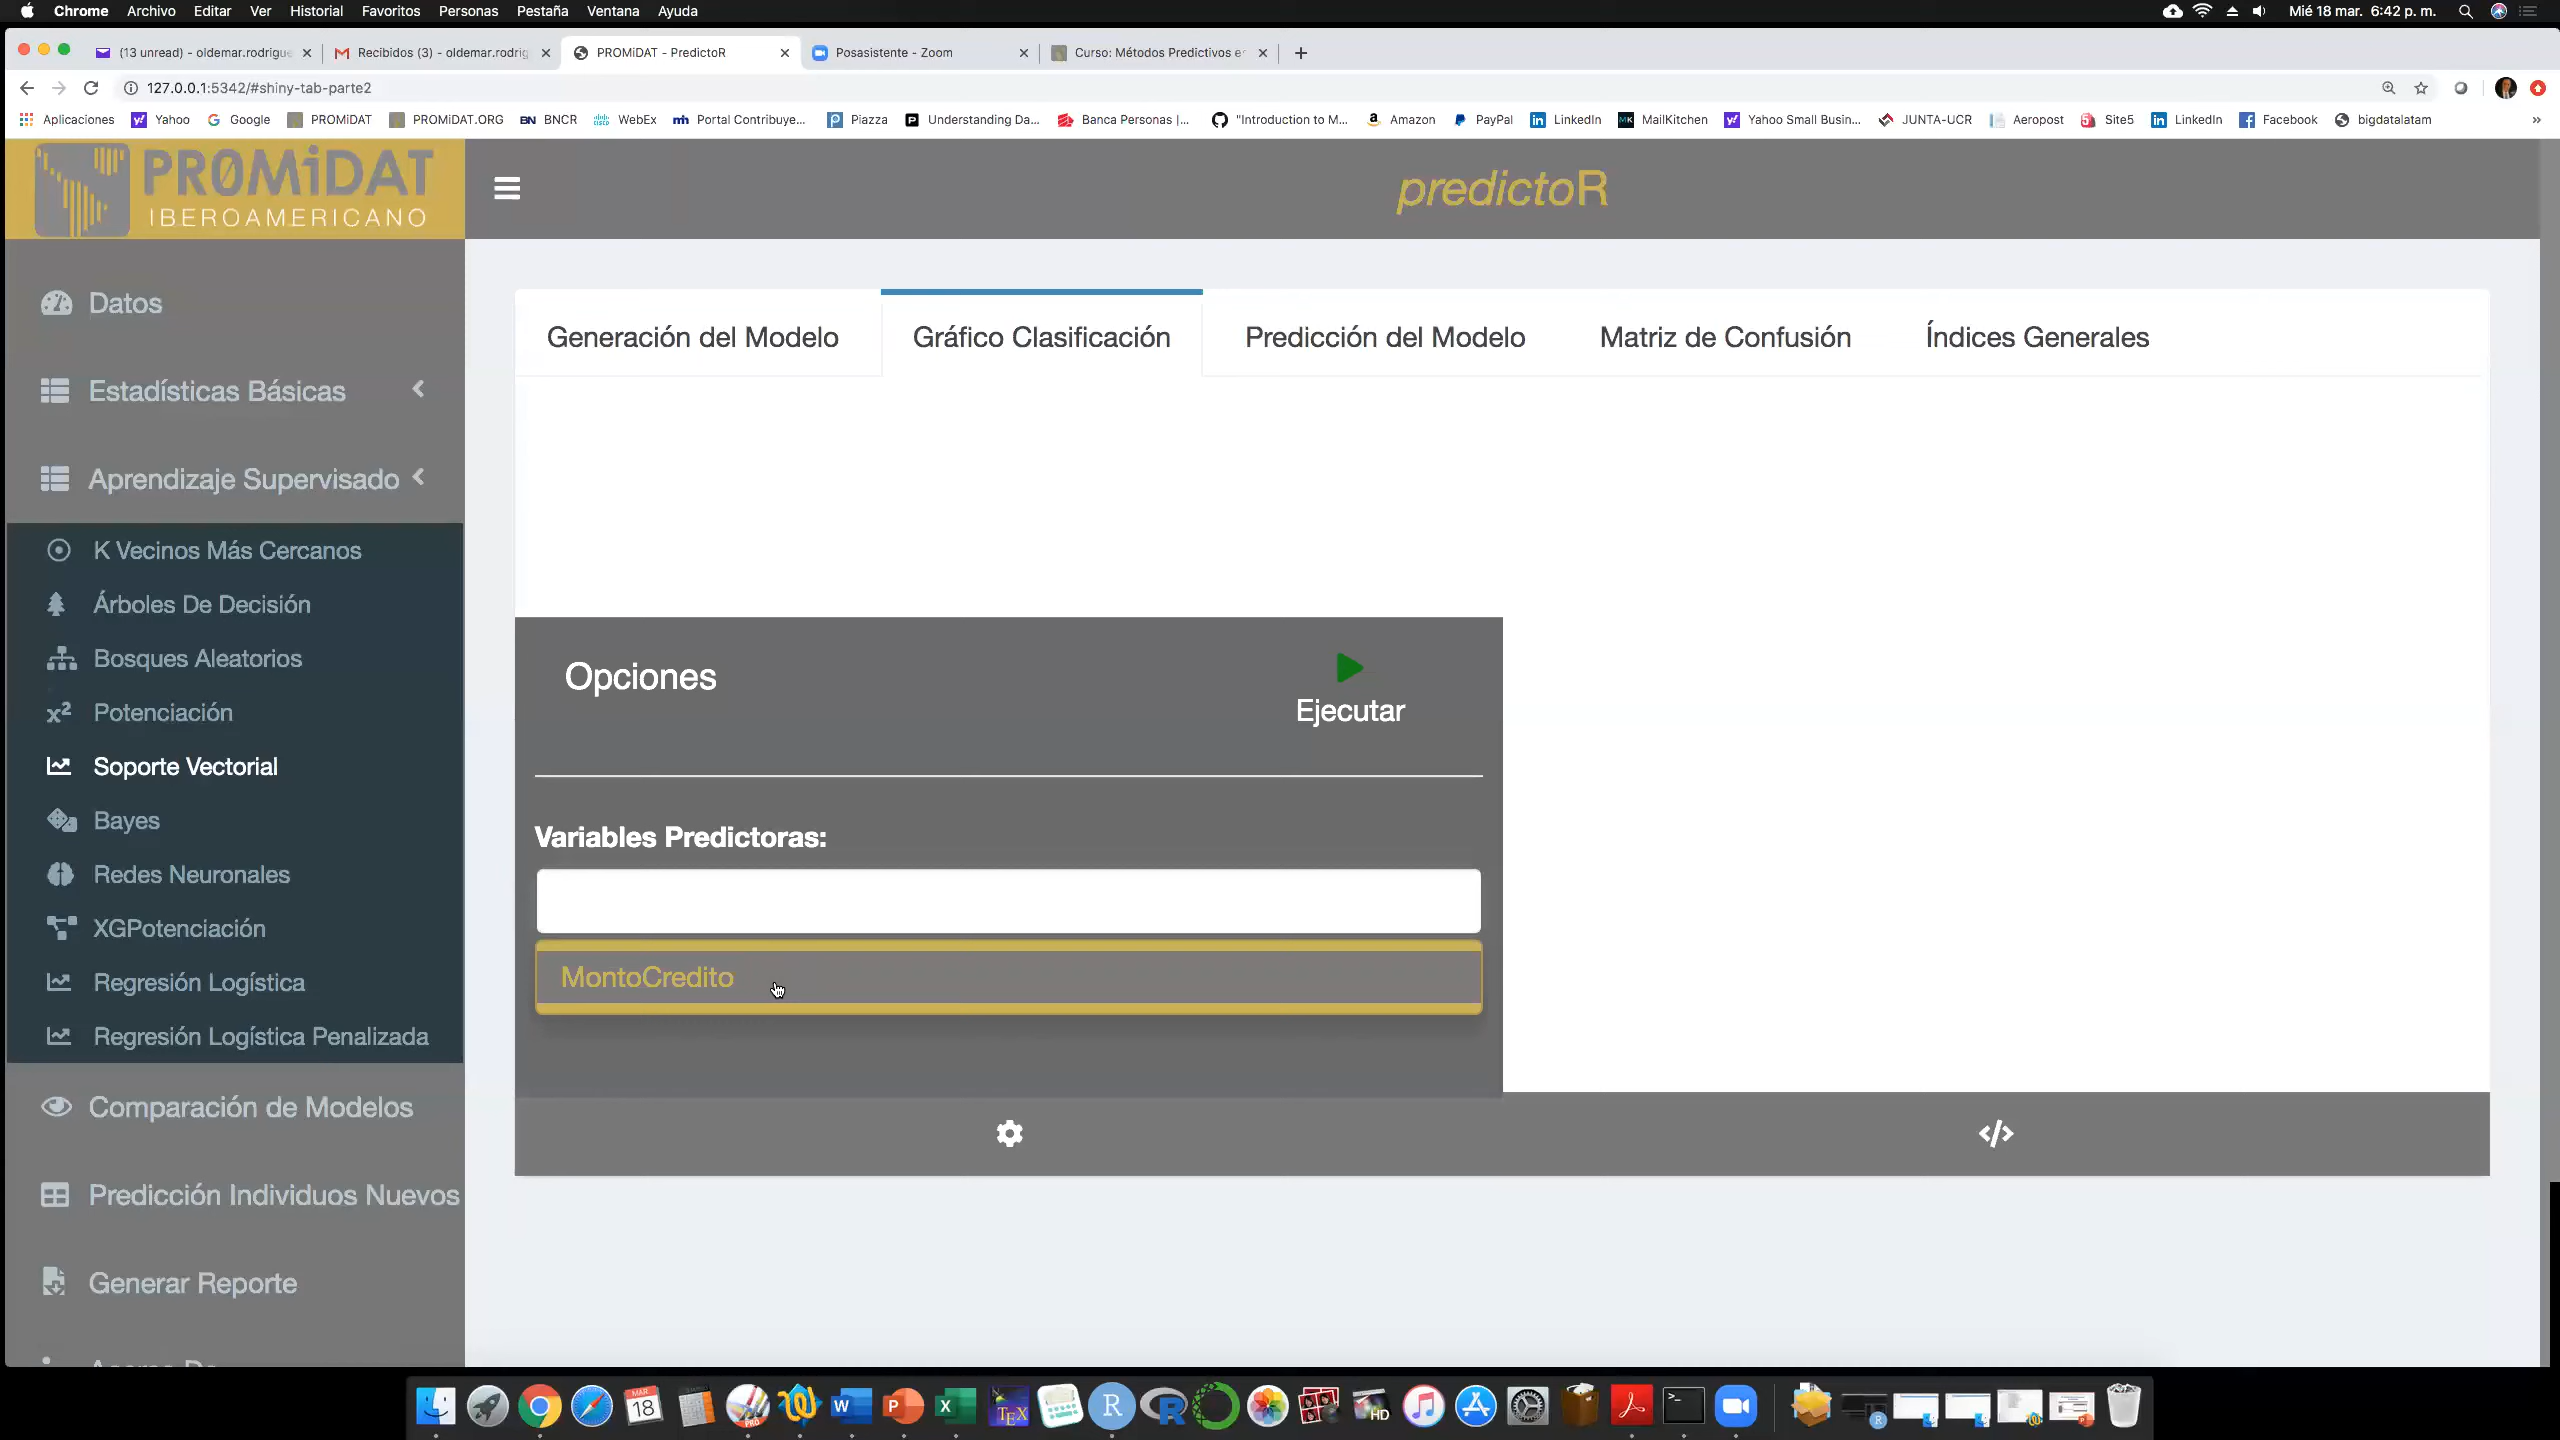 Chrome Archivo Editar Ver Historial Favoritos Personas Pestaña Ventana Ayuda Mié 18 mar. 6:42 p. m.
(13 unread) - oldemar.rodrigue Recibidos (3) - oldemar.rodrig PROMiDAT - PredictoR Posasistente - Zoom Curso: Métodos Predictivos e
127.0.0.1:5342/#shiny-tab-parte2
Aplicaciones Yahoo Google PROMiDAT PROMiDAT.ORG BN BNCR WebEx Portal Contribuye... Piazza Understanding Da... Banca Personas |... "Introduction to M... Amazon PayPal LinkedIn MailKitchen Yahoo Small Busin... JUNTA-UCR Aeropost Site5 LinkedIn Facebook bigdatalatam »
PR0MiDAT
IBEROAMERICANO
predictoR
Datos
Estadísticas Básicas
Aprendizaje Supervisado
K Vecinos Más Cercanos
Árboles De Decisión
Bosques Aleatorios
x² Potenciación
Soporte Vectorial
Bayes
Redes Neuronales
XGPotenciación
Regresión Logística
Regresión Logística Penalizada
Comparación de Modelos
Predicción Individuos Nuevos
Generar Reporte
Generación del Modelo Gráfico Clasificación Predicción del Modelo Matriz de Confusión Índices Generales
Opciones
Ejecutar
Variables Predictoras:
MontoCredito